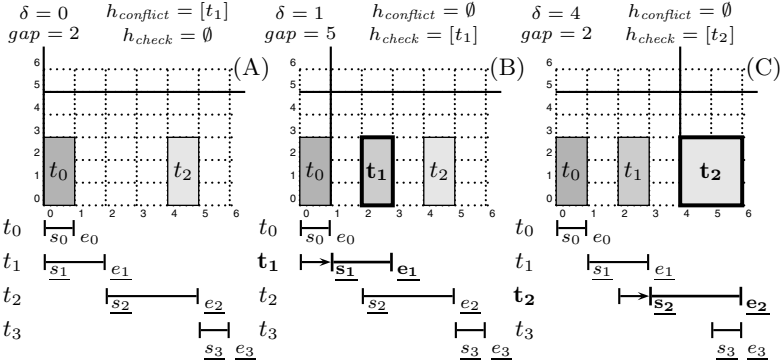 δ = 0 h_conflict = [t₁] δ = 1 h_conflict = ∅ δ = 4 h_conflict = ∅
gap = 2 h_check = ∅ gap = 5 h_check = [t₁] gap = 2 h_check = [t₂]
(A) (B) (C)
6 6 6
5 5 5
4 4 4
3 3 3
2 2 2
1 1 1
0 0 0
t₀ t₂ t₀ t₁ t₂ t₀ t₁ t₂
0 1 2 3 4 5 6 0 1 2 3 4 5 6 0 1 2 3 4 5 6
t₀ s₀ e₀ t₀ s₀ e₀ t₀ s₀ e₀
t₁ s₁ e₁ t₁ s₁ e₁ t₁ s₁ e₁
t₂ s₂ e₂ t₂ s₂ e₂ t₂ s₂ e₂
t₃ s₃ e₃ t₃ s₃ e₃ t₃ s₃ e₃